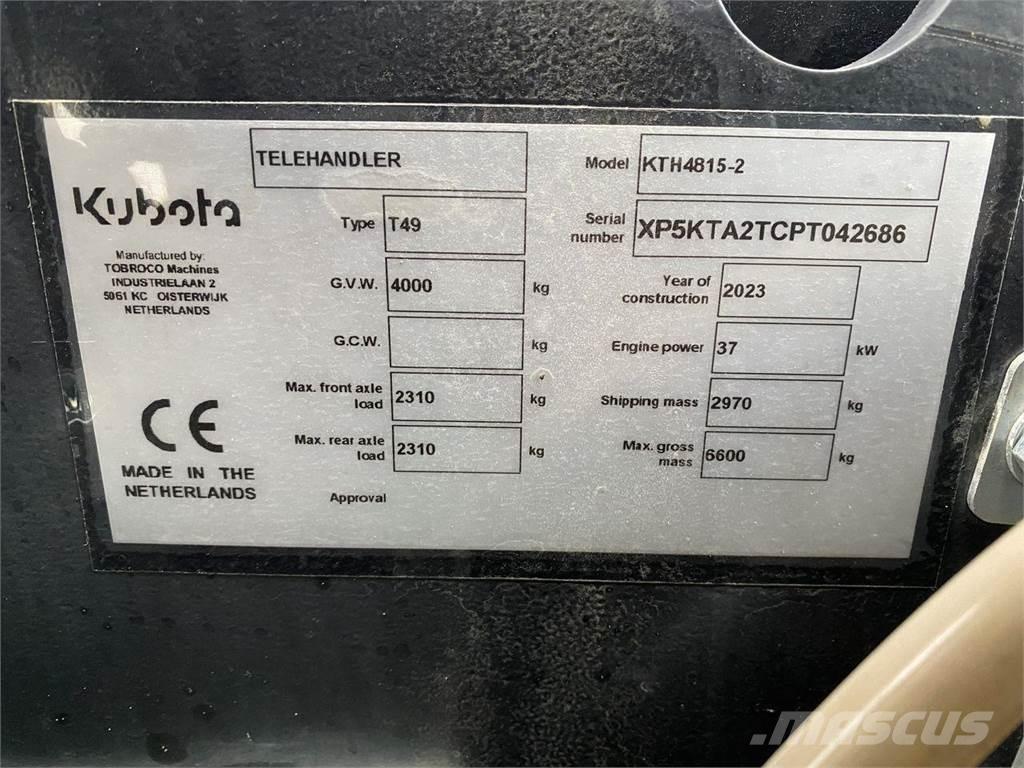 TELEHANDLER
Model KTH4815-2
Kubota
Type T49
Serial number XP5KTA2TCPT042686
Manufactured by:
TOBROCO Machines
INDUSTRIELAAN 2
5061 KC OISTERWIJK
NETHERLANDS
G.V.W. 4000 kg
Year of construction 2023
G.C.W. kg
Engine power 37 kW
Max. front axle load 2310 kg
Shipping mass 2970 kg
Max. rear axle load 2310 kg
Max. gross mass 6600 kg
CE
MADE IN THE
NETHERLANDS
Approval
MASCUS